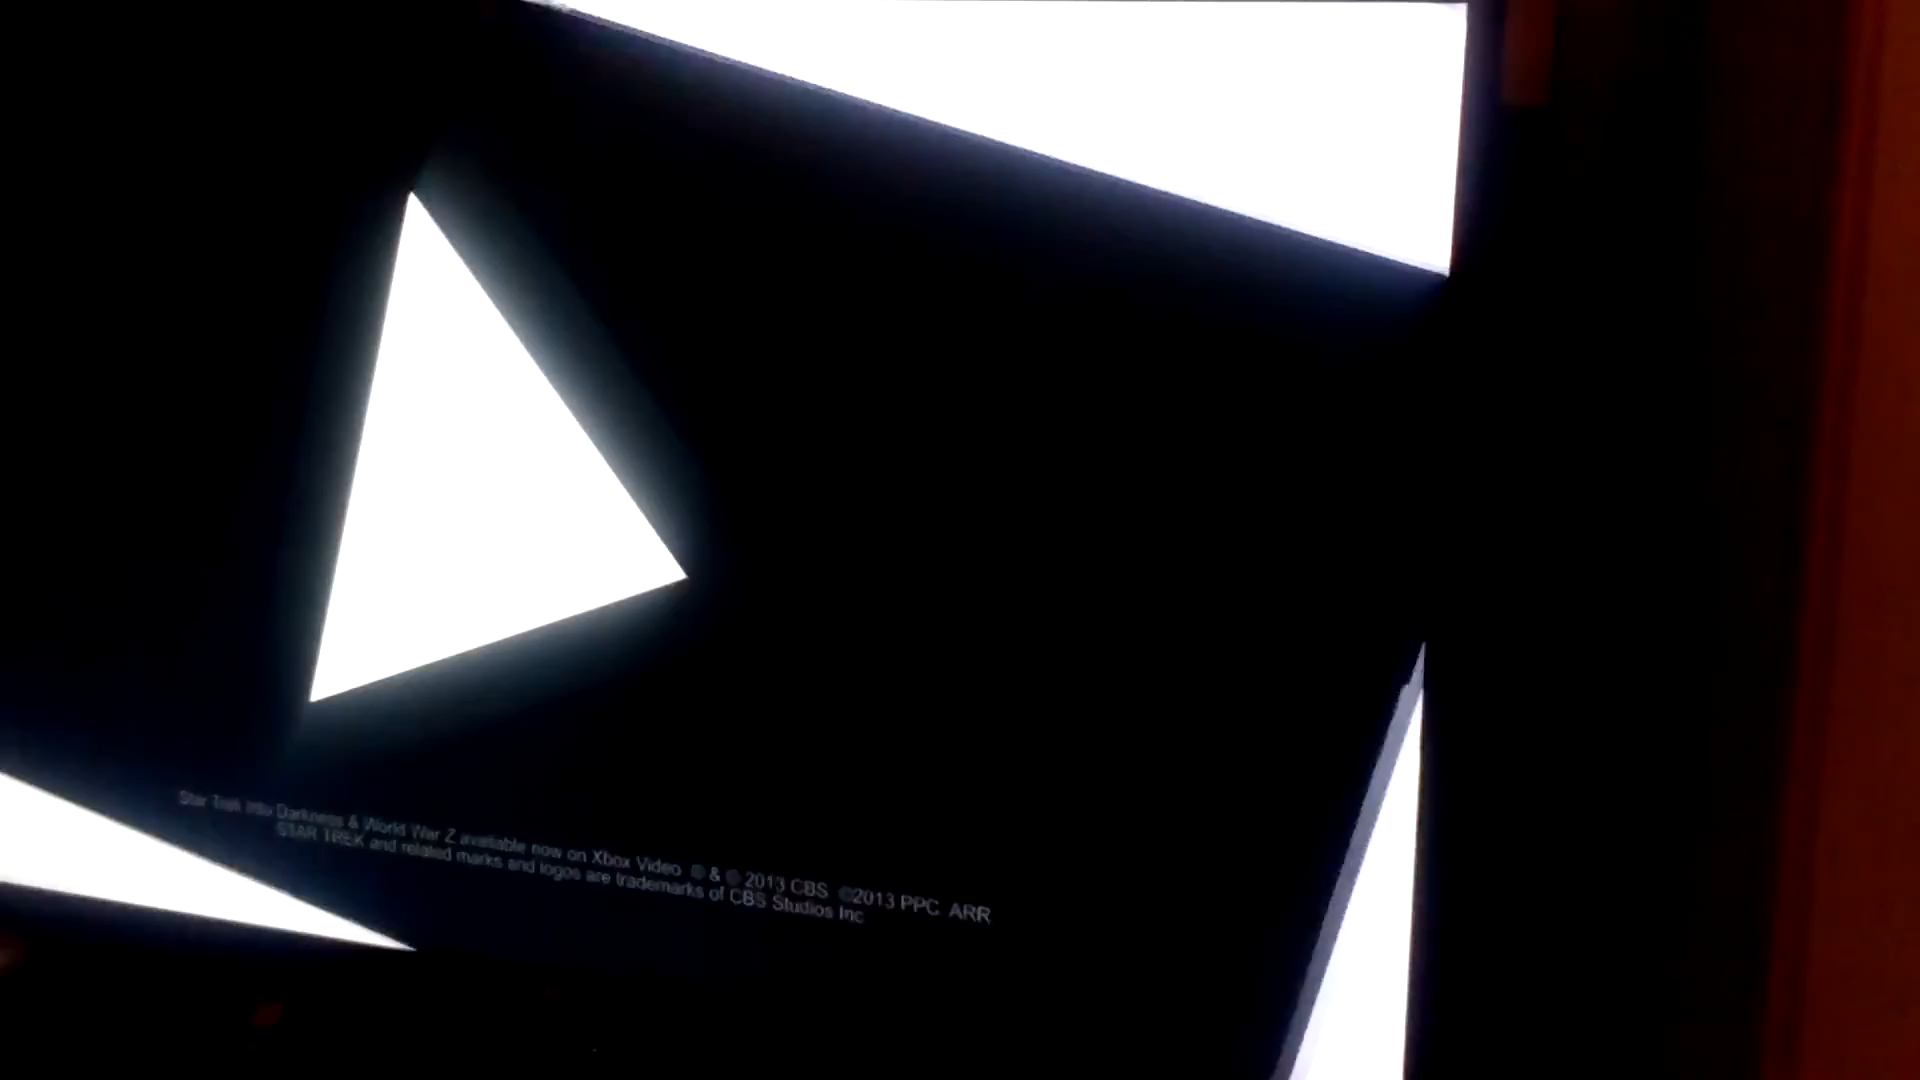 Star Trek Into Darkness & World War Z available now on Xbox Video. ® & © 2013 CBS. ©2013 PPC. ARR
STAR TREK and related marks and logos are trademarks of CBS Studios Inc